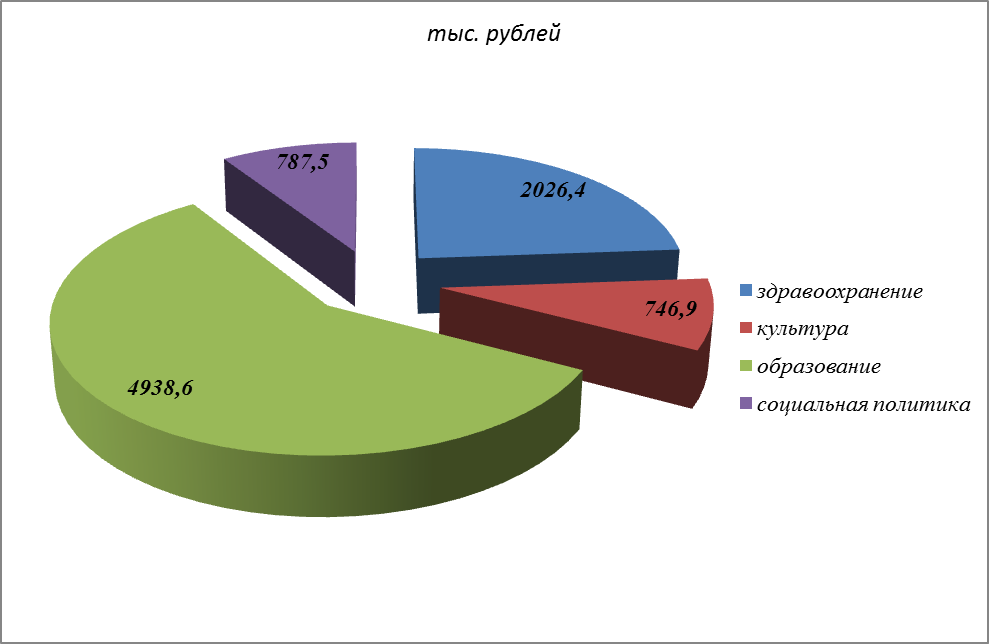 тыс. рублей
787,5
2026,4
746,9
4938,6
здравоохранение
культура
образование
социальная политика